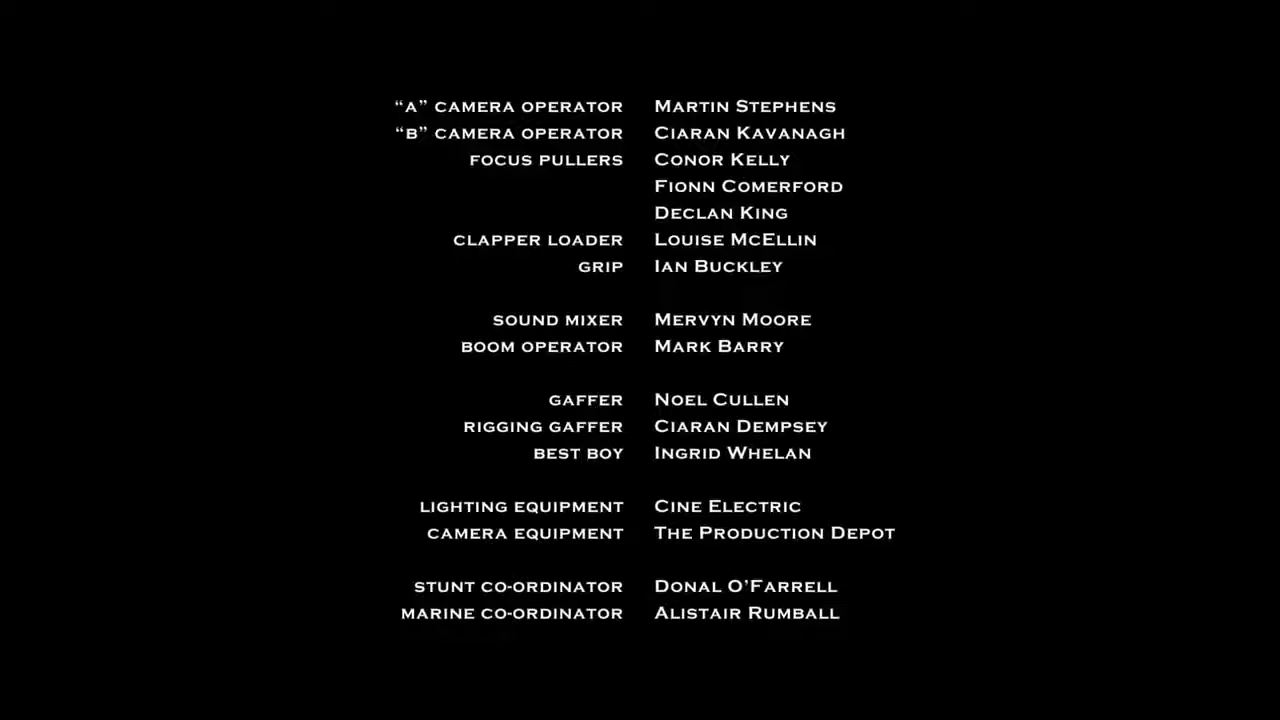 “A” CAMERA OPERATOR MARTIN STEPHENS
“B” CAMERA OPERATOR CIARAN KAVANAGH
FOCUS PULLERS CONOR KELLY
FIONN COMERFORD
DECLAN KING
CLAPPER LOADER LOUISE MCELLIN
GRIP IAN BUCKLEY
SOUND MIXER MERVYN MOORE
BOOM OPERATOR MARK BARRY
GAFFER NOEL CULLEN
RIGGING GAFFER CIARAN DEMPSEY
BEST BOY INGRID WHELAN
LIGHTING EQUIPMENT CINE ELECTRIC
CAMERA EQUIPMENT THE PRODUCTION DEPOT
STUNT CO-ORDINATOR DONAL O’FARRELL
MARINE CO-ORDINATOR ALISTAIR RUMBALL